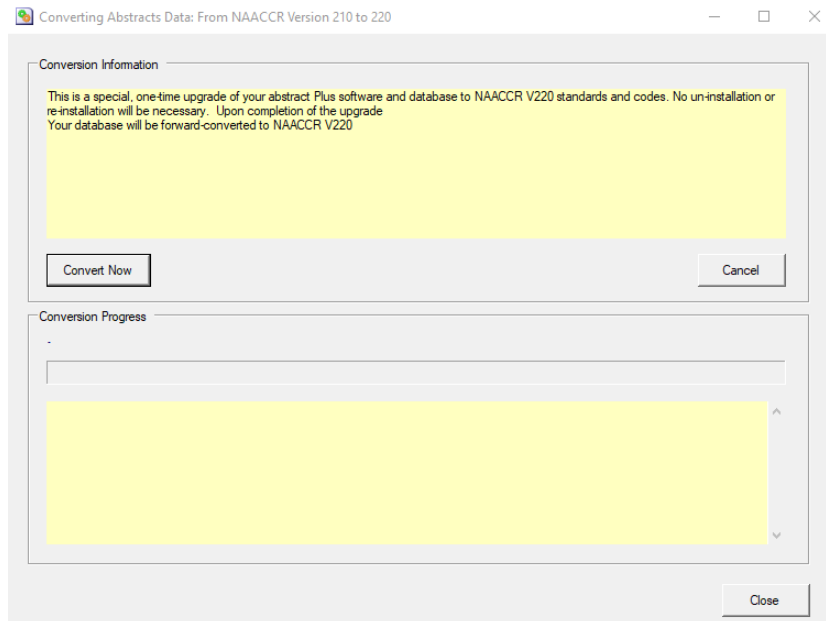 Converting Abstracts Data: From NAACCR Version 210 to 220
Conversion Information
This is a special, one-time upgrade of your abstract Plus software and database to NAACCR V220 standards and codes. No un-installation or
re-installation will be necessary.  Upon completion of the upgrade
Your database will be forward-converted to NAACCR V220
Convert Now
Cancel
Conversion Progress
-
Close